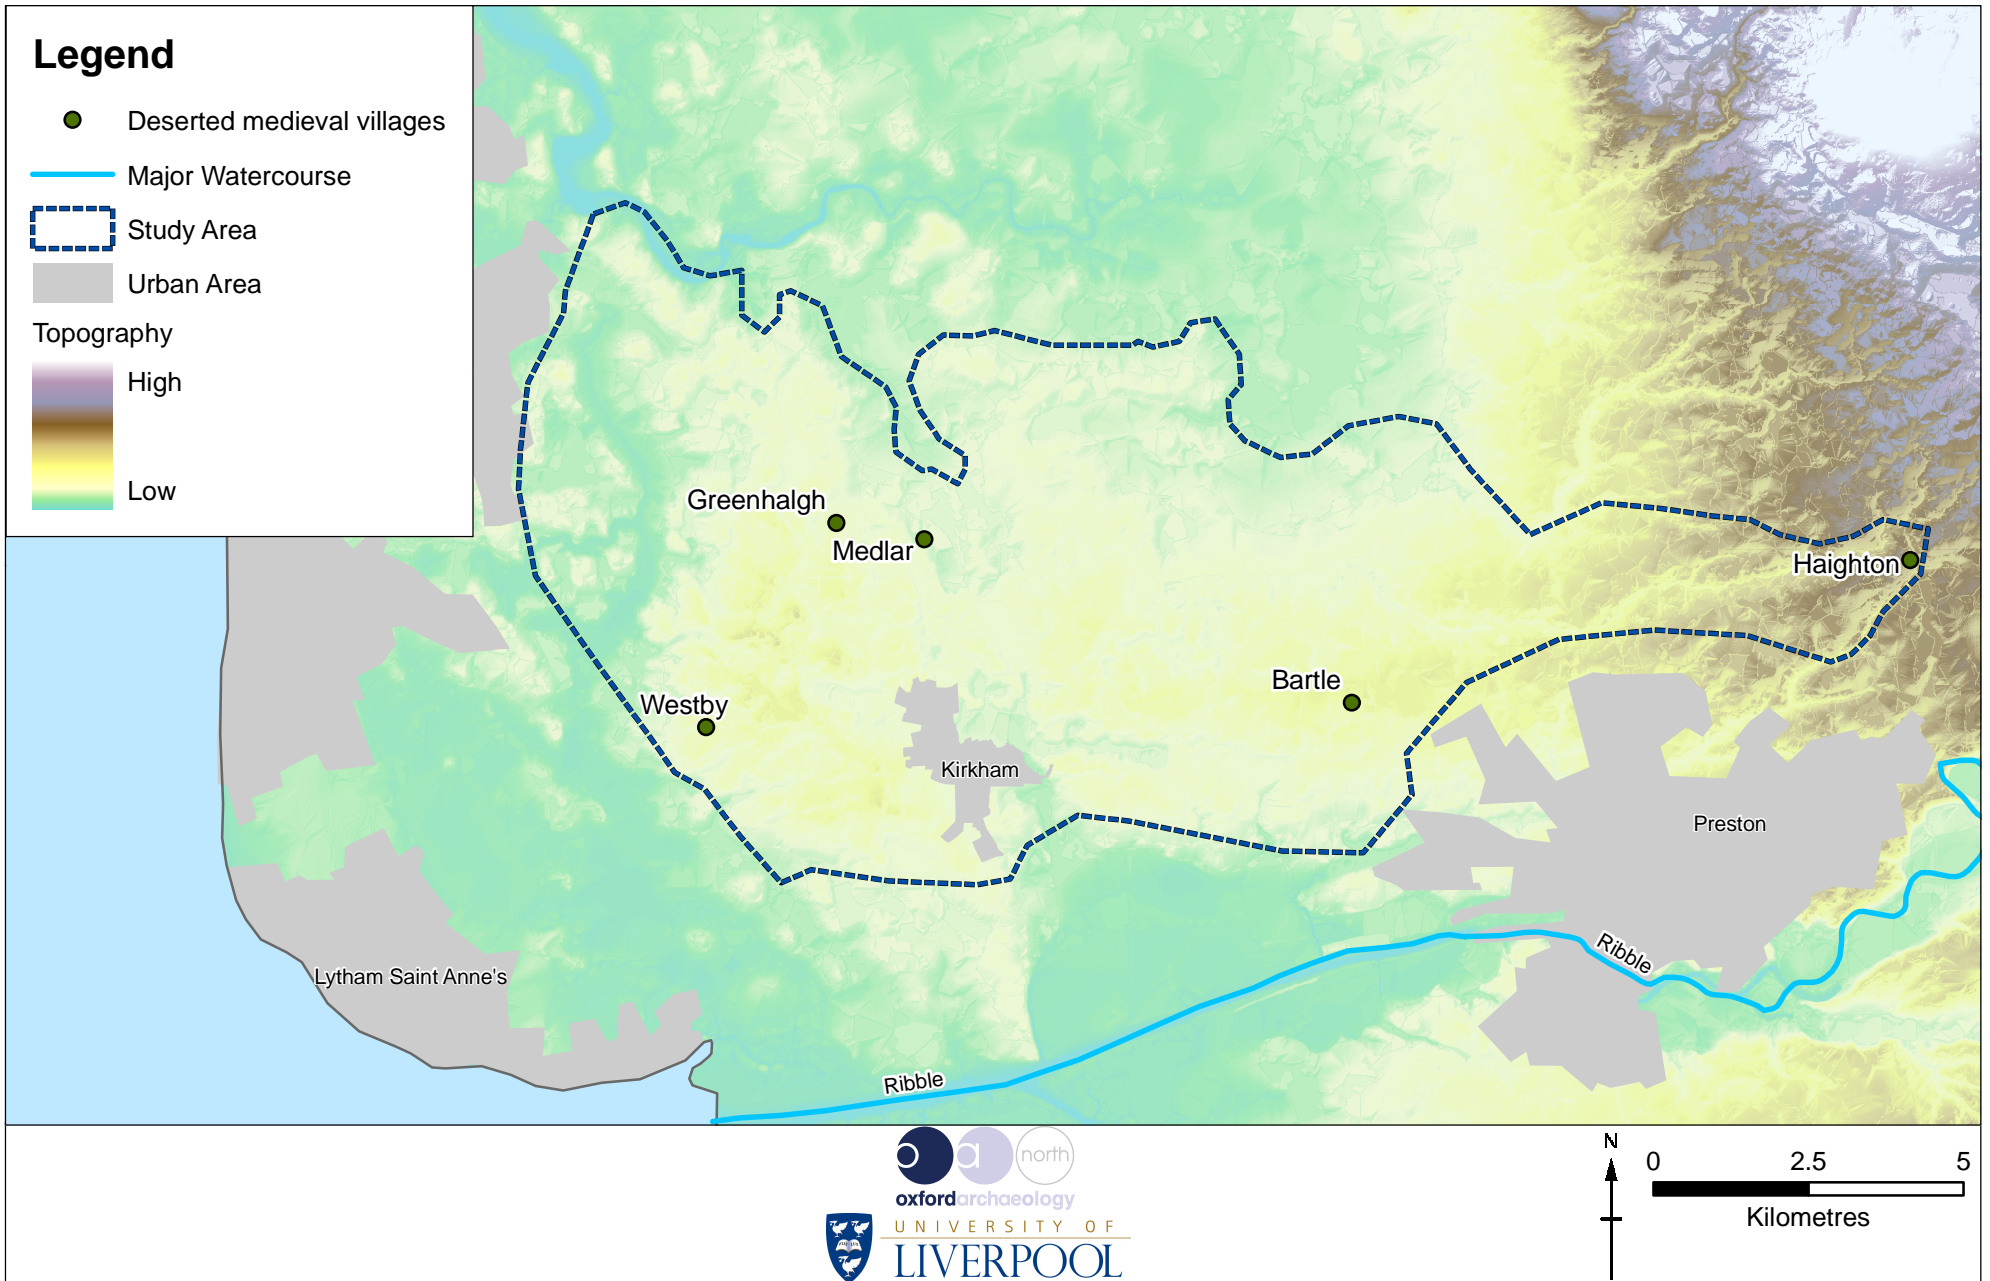 Legend
Deserted medieval villages
Major Watercourse
Study Area
Urban Area
Topography
High
Low
Greenhalgh
Medlar
Haighton
Westby
Bartle
Kirkham
Preston
Lytham Saint Anne's
Ribble
Ribble
oa north
oxfordarchaeology
UNIVERSITY OF
LIVERPOOL
N
0 2.5 5
Kilometres